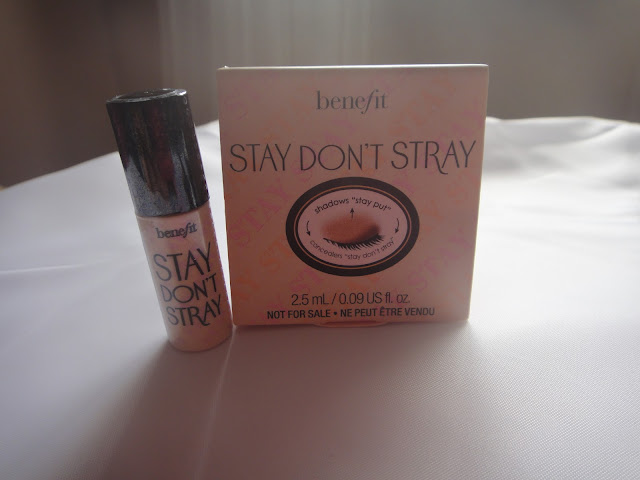 benefit
STAY
DON'T
STRAY
benefit
STAY DON'T STRAY
shadows "stay put"
concealers "stay don't stray"
2.5 mL / 0.09 US fl. oz.
NOT FOR SALE • NE PEUT ÊTRE VENDU